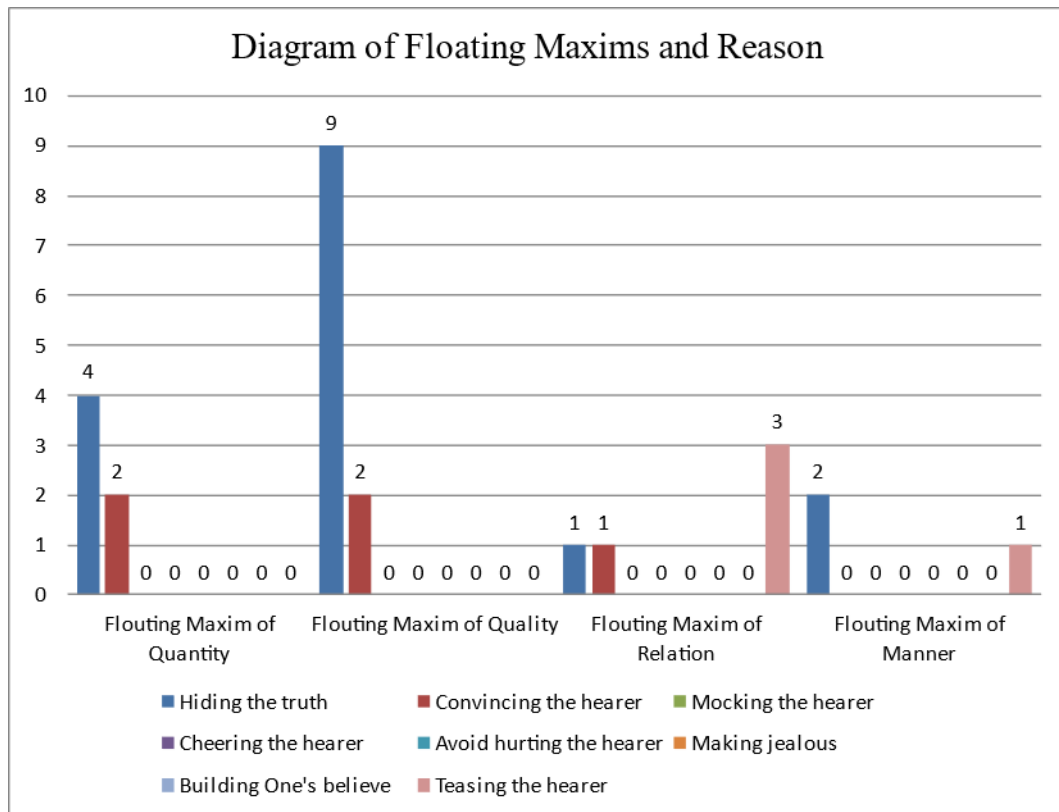 Diagram of Floating Maxims and Reason
10
9
8
7
6
5
4
3
2
1
0
4 2 0 0 0 0 0 0
9 2 0 0 0 0 0 0
1 1 0 0 0 0 0 3
2 0 0 0 0 0 0 1
Flouting Maxim of
Quantity
Flouting Maxim of Quality
Flouting Maxim of
Relation
Flouting Maxim of
Manner
Hiding the truth
Convincing the hearer
Mocking the hearer
Cheering the hearer
Avoid hurting the hearer
Making jealous
Building One's believe
Teasing the hearer